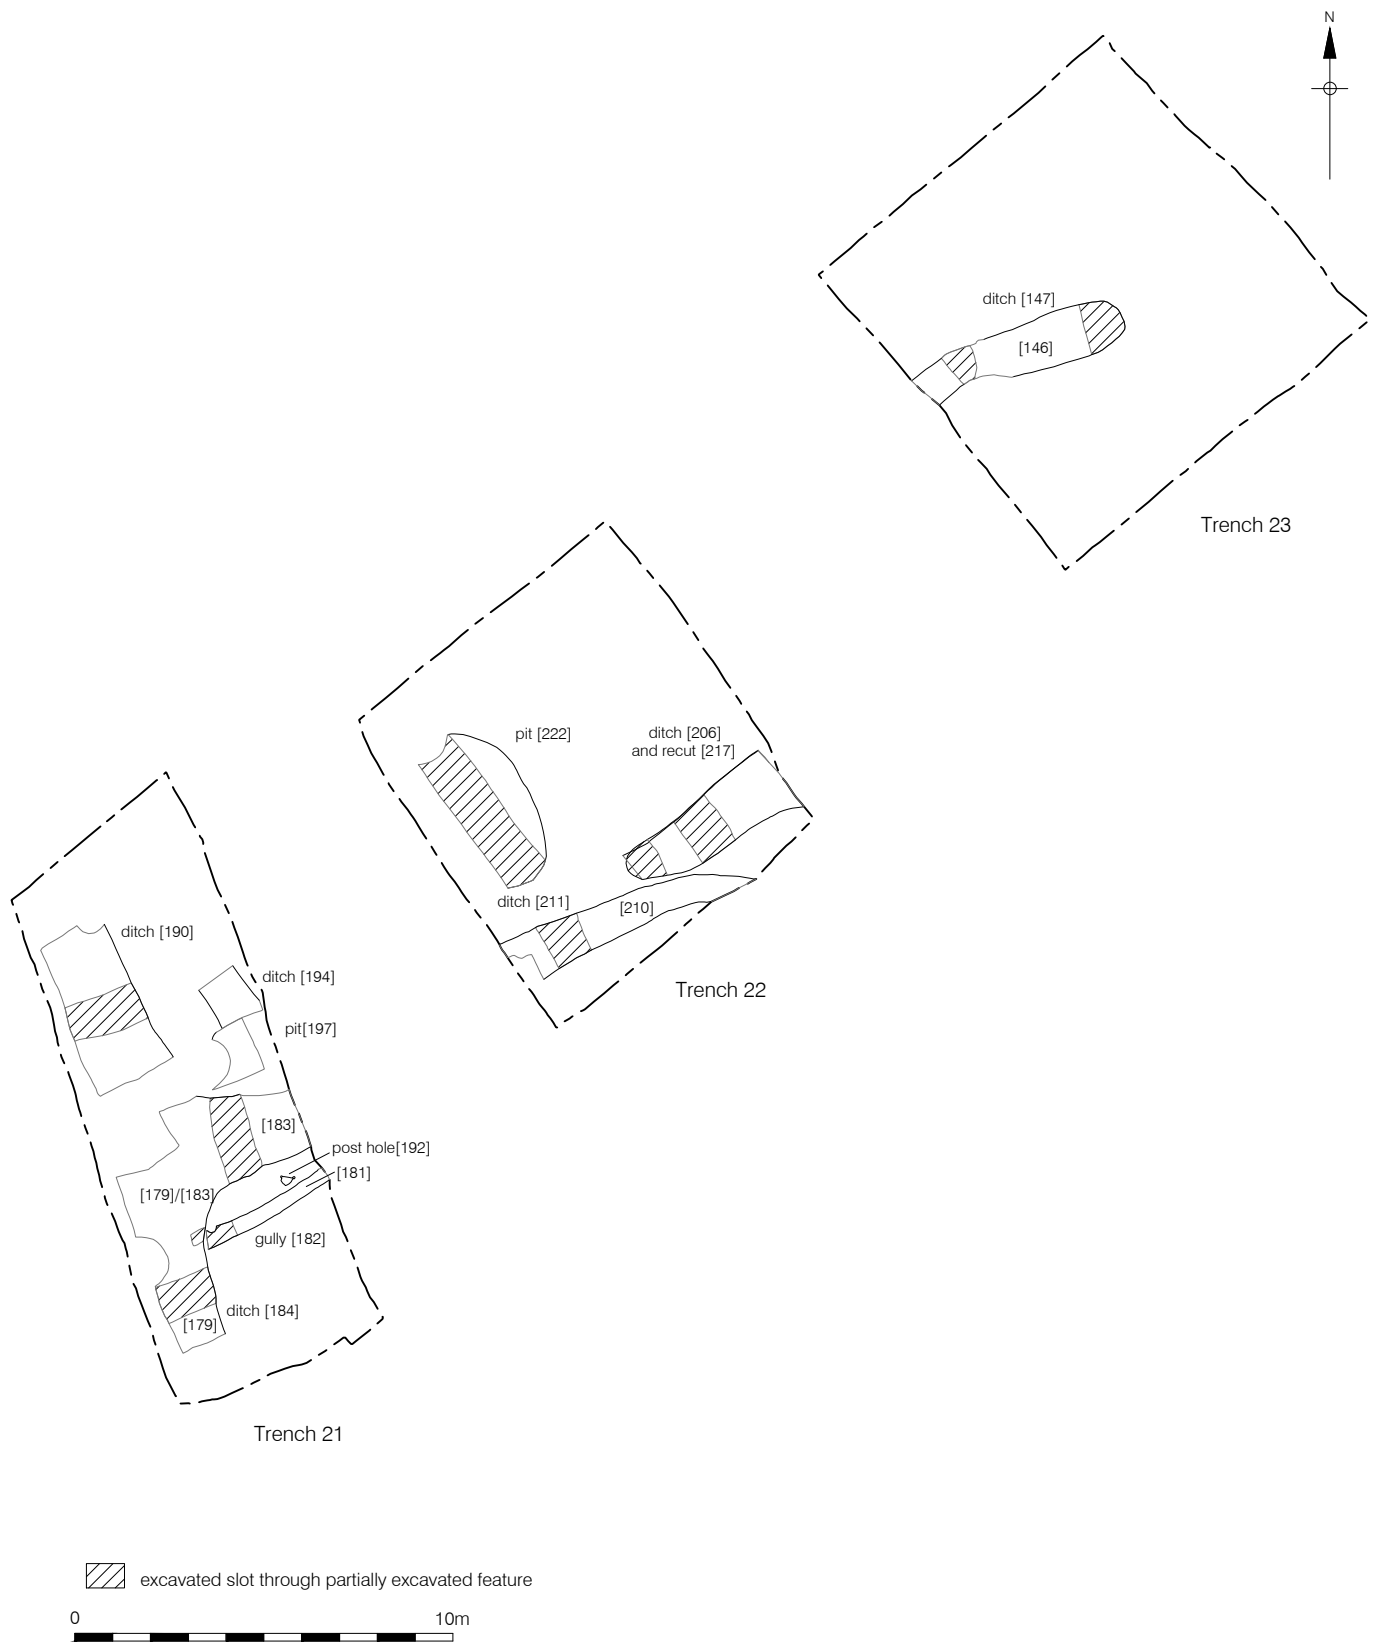 N
ditch [147]
[146]
Trench 23
pit [222]
ditch [206]
and recut [217]
ditch [211]
[210]
Trench 22
ditch [190]
ditch [194]
pit[197]
[183]
post hole[192]
[181]
[179]/[183]
gully [182]
ditch [184]
[179]
Trench 21
excavated slot through partially excavated feature
0 10m